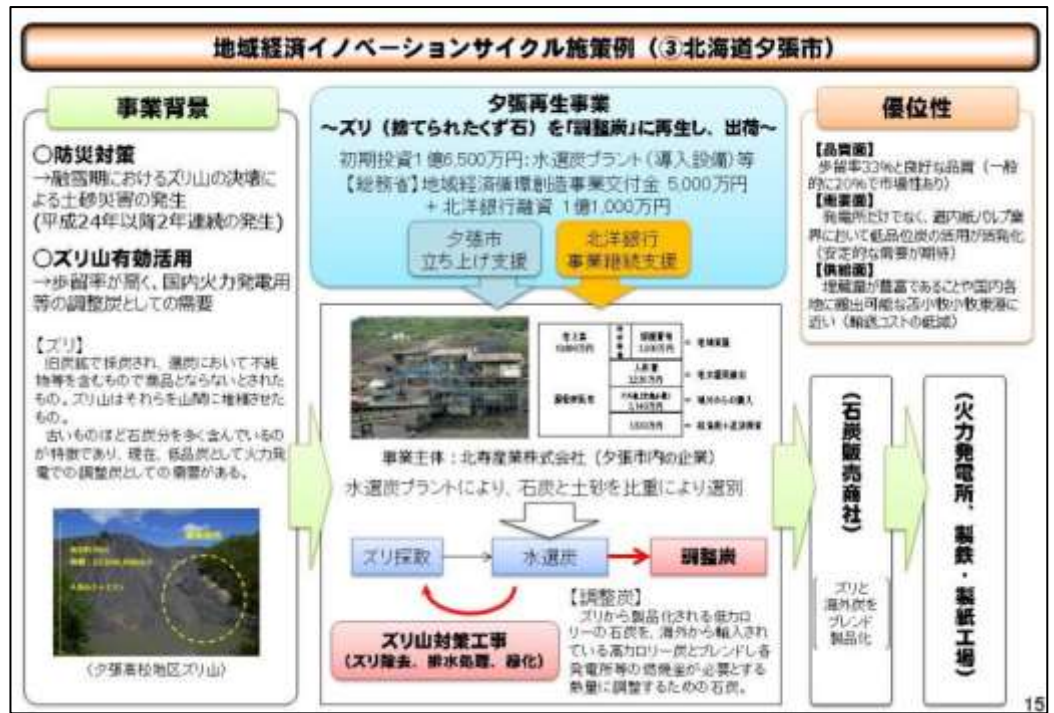 地域経済イノベーションサイクル施策例（③北海道夕張市）
事業背景
○防災対策
→融雪期におけるズリ山の決壊によ
る土砂災害の発生
(平成24年以降2年連続の発生)
○ズリ山有効活用
→歩留率が高く、国内火力発電用
等の調整炭としての需要
【ズリ】
旧炭鉱で採炭され、選炭において不純
物等を含むもので商品とならないとされた
もの。ズリ山はそれらを山間に堆積させた
もの。
古いものほど石炭分を多く含んでいるの
が特徴であり、現在、低品炭として火力発
電での調整炭としての需要がある。
（夕張高松地区ズリ山）
夕張再生事業
～ズリ（捨てられたくず石）を「調整炭」に再生し、出荷～
初期投資1億6,500万円：水選炭プラント（導入設備）等
【総務省】地域経済循環創造事業交付金 5,000万円
＋北洋銀行融資 1億1,000万円
夕張市
立ち上げ支援
北洋銀行
事業継続支援
事業主体：北寿産業株式会社（夕張市内の企業）
水選炭プラントにより、石炭と土砂を比重により選別
ズリ採取
水選炭
調整炭
ズリ山対策工事
（ズリ除去、排水処理、緑化）
【調整炭】
ズリから製品化される低カロ
リーの石炭を、海外から輸入され
ている高カロリー炭とブレンドし各
発電所等の燃焼釜が必要とする
熱量に調整するための石炭。
優位性
【品質面】
歩留率33%と良好な品質（一般
的に20%で市場性あり）
【需要面】
発電所だけでなく、道内紙パルプ業
界において低品位炭の活用が活発化
（安定的な需要が期待）
【供給面】
埋蔵量が豊富であることや国内各
地に搬出可能な苫小牧東港に
近い（輸送コストの低減）
（石炭販売商社）
ズリと
海外炭を
ブレンド
製品化
（火力発電所、製鉄・製紙工場）
15